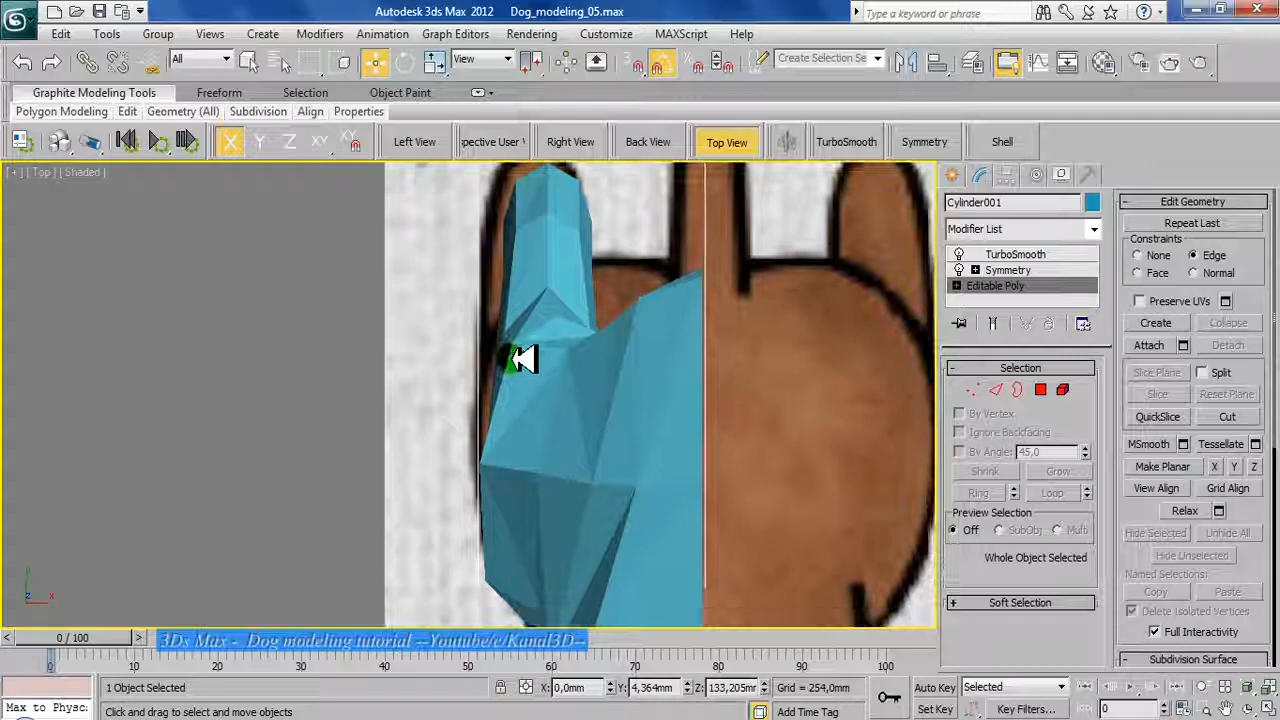 Autodesk 3ds Max 2012 Dog_modeling_05.max
Type a keyword or phrase
Edit Tools Group Views Create Modifiers Animation Graph Editors Rendering Customize MAXScript Help
All View Create Selection Se
Graphite Modeling Tools Freeform Selection Object Paint
Polygon Modeling Edit Geometry (All) Subdivision Align Properties
X Y Z XY XY Left View spective User Right View Back View Top View TurboSmooth Symmetry Shell
[ + ] [ Top ] [ Shaded ]
Cylinder001
Modifier List
TurboSmooth
Symmetry
Editable Poly
Selection
By Vertex
Ignore Backfacing
By Angle: 45,0
Shrink Grow
Ring Loop
Preview Selection
Off SubObj Multi
Whole Object Selected
Soft Selection
Edit Geometry
Repeat Last
Constraints
None Edge
Face Normal
Preserve UVs
Create Collapse
Attach Detach
Slice Plane Split
Slice Reset Plane
QuickSlice Cut
MSmooth Tessellate
Make Planar X Y Z
View Align Grid Align
Relax
Hide Selected Unhide All
Hide Unselected
Named Selections:
Copy Paste
Delete Isolated Vertices
Full Interactivity
Subdivision Surface
z x
0 / 100
3Ds Max - Dog modeling tutorial --Youtube/c/Kanal3D--
0 10 20 30 40 50 60 70 80 90 100
1 Object Selected X: 0,0mm Y: 4,364mm Z: 133,205mr Grid = 254,0mm Auto Key Selected
Max to Physc: Click and drag to select and move objects Add Time Tag Set Key Key Filters... 0